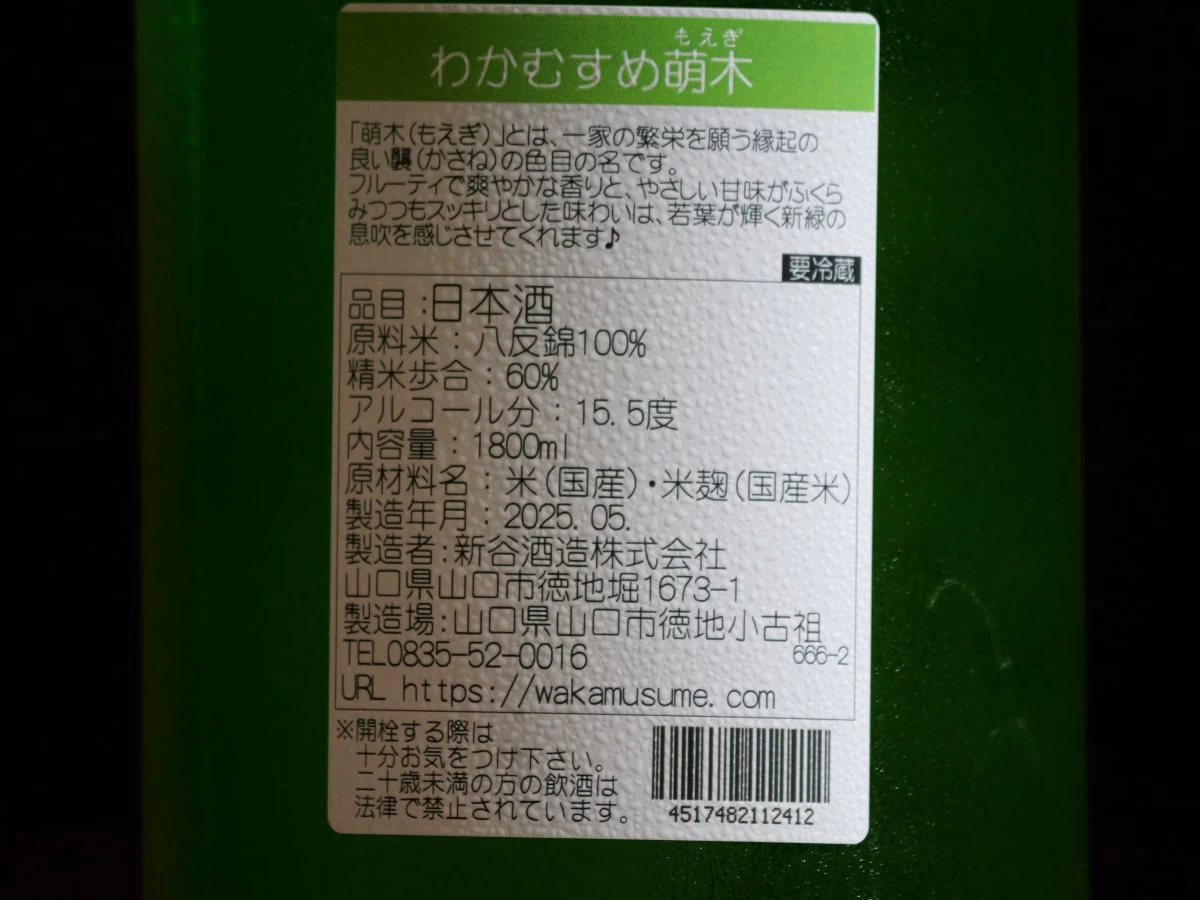 もえぎ
わかむすめ萌木
「萌木(もえぎ)」とは、一家の繁栄を願う縁起の
良い襲(かさね)の色目の名です。
フルーティで爽やかな香りと、やさしい甘味がふくら
みつつもスッキリとした味わいは、若葉が輝く新緑の
息吹を感じさせてくれます♪
要冷蔵
品目:日本酒
原料米:八反錦100%
精米歩合:60%
アルコール分:15.5度
内容量:1800ml
原材料名:米(国産)・米麹(国産米)
製造年月:2025.05.
製造者:新谷酒造株式会社
山口県山口市徳地堀1673-1
製造場:山口県山口市徳地小古祖
666-2
TEL0835-52-0016
URL https://wakamusume.com
※開栓する際は
十分お気をつけ下さい。
二十歳未満の方の飲酒は
法律で禁止されています。
4517482112412